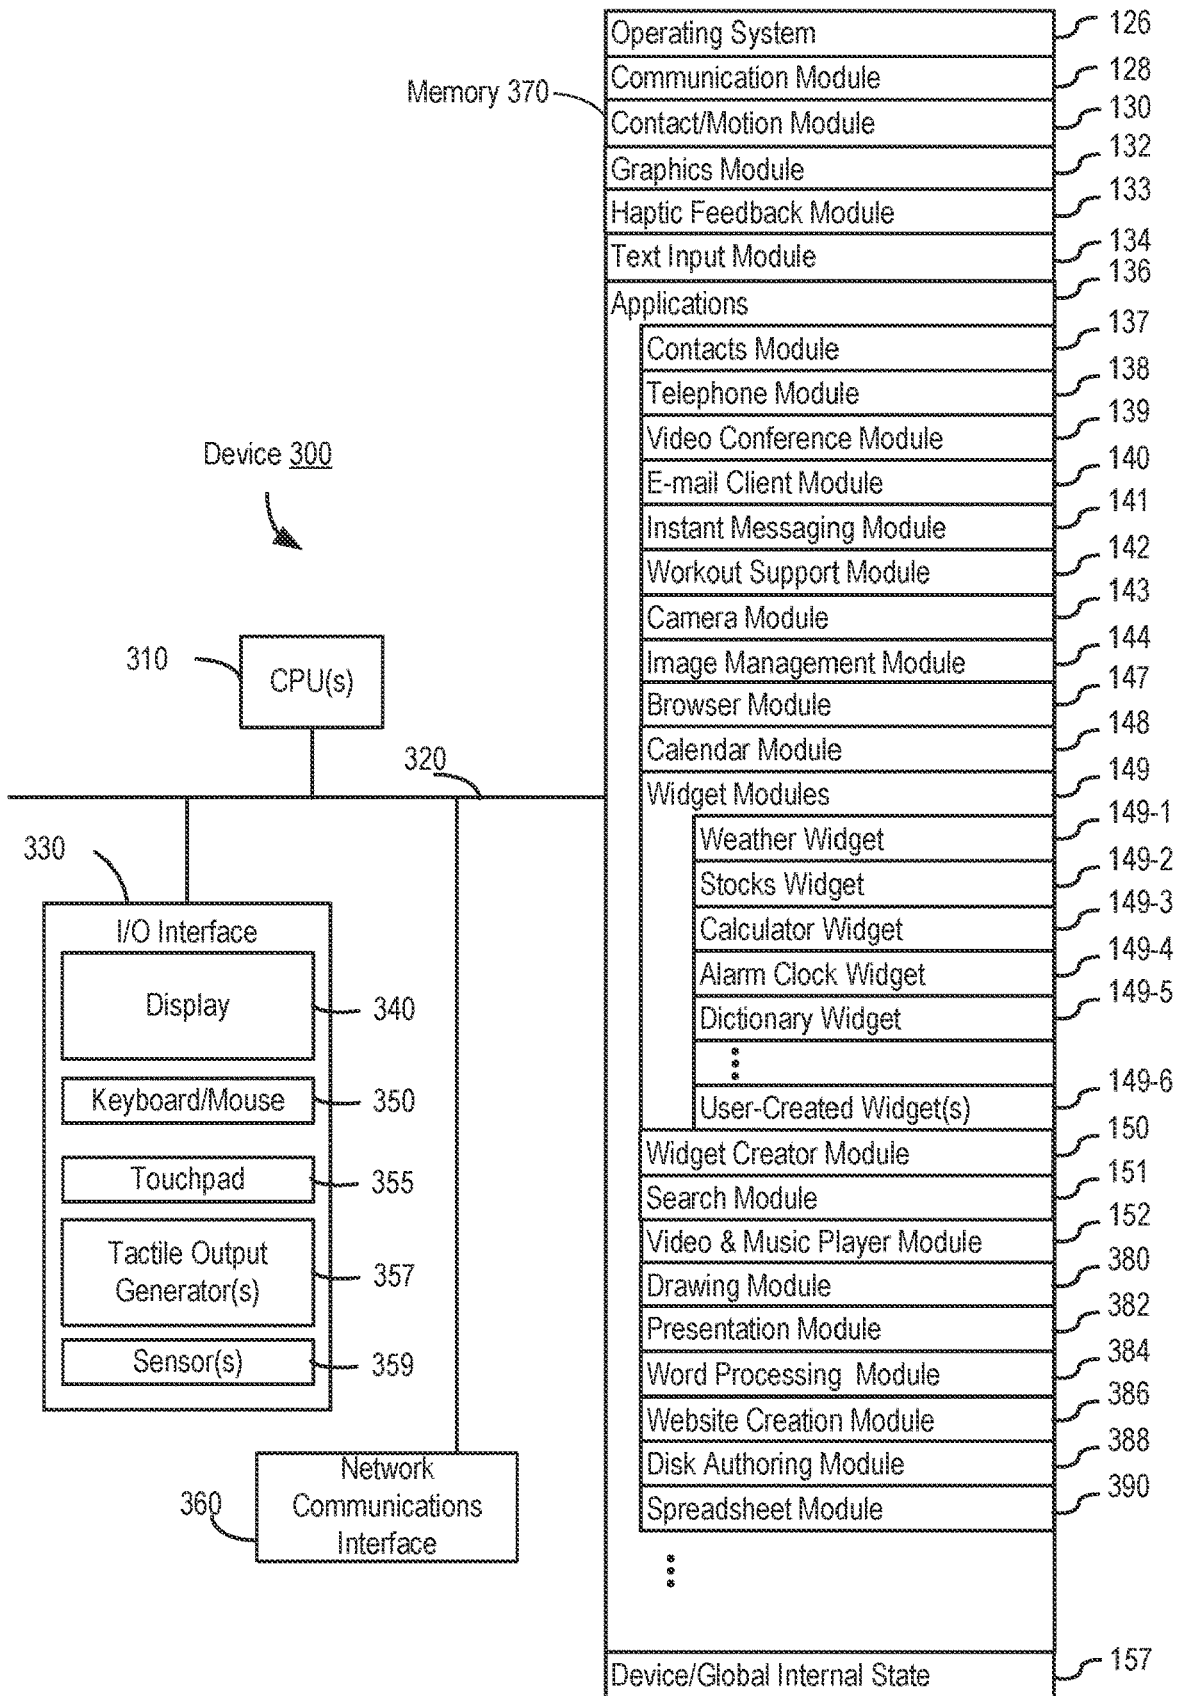 Operating System 126
Communication Module 128
Memory 370
Contact/Motion Module 130
Graphics Module 132
Haptic Feedback Module 133
Text Input Module 134
Applications 136
Contacts Module 137
Telephone Module 138
Video Conference Module 139
E-mail Client Module 140
Instant Messaging Module 141
Workout Support Module 142
Camera Module 143
Image Management Module 144
Browser Module 147
Calendar Module 148
Widget Modules 149
Weather Widget 149-1
Stocks Widget 149-2
Calculator Widget 149-3
Alarm Clock Widget 149-4
Dictionary Widget 149-5
User-Created Widget(s) 149-6
Widget Creator Module 150
Search Module 151
Video & Music Player Module 152
Drawing Module 380
Presentation Module 382
Word Processing Module 384
Website Creation Module 386
Disk Authoring Module 388
Spreadsheet Module 390
Device/Global Internal State 157
Device 300
310
CPU(s)
320
330
I/O Interface
Display 340
Keyboard/Mouse 350
Touchpad 355
Tactile Output
Generator(s) 357
Sensor(s) 359
360
Network
Communications
Interface